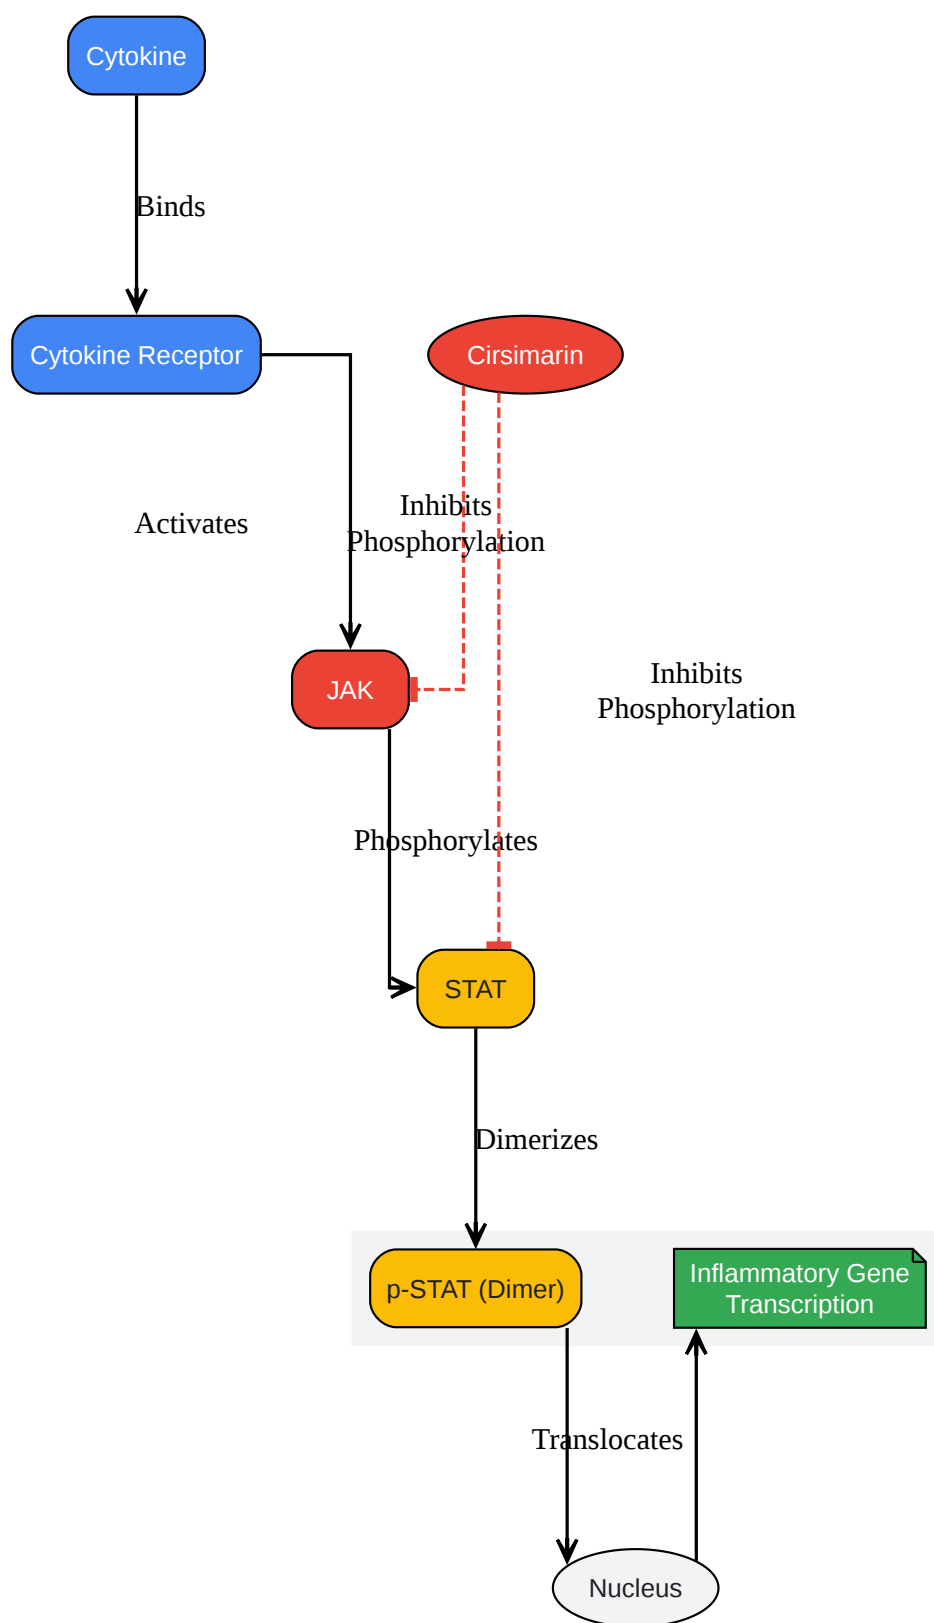 Cytokine
Binds
Cytokine Receptor
Cirsimarin
Activates
Inhibits
Phosphorylation
JAK
Inhibits
Phosphorylation
Phosphorylates
STAT
Dimerizes
p-STAT (Dimer)
Inflammatory Gene
Transcription
Translocates
Nucleus